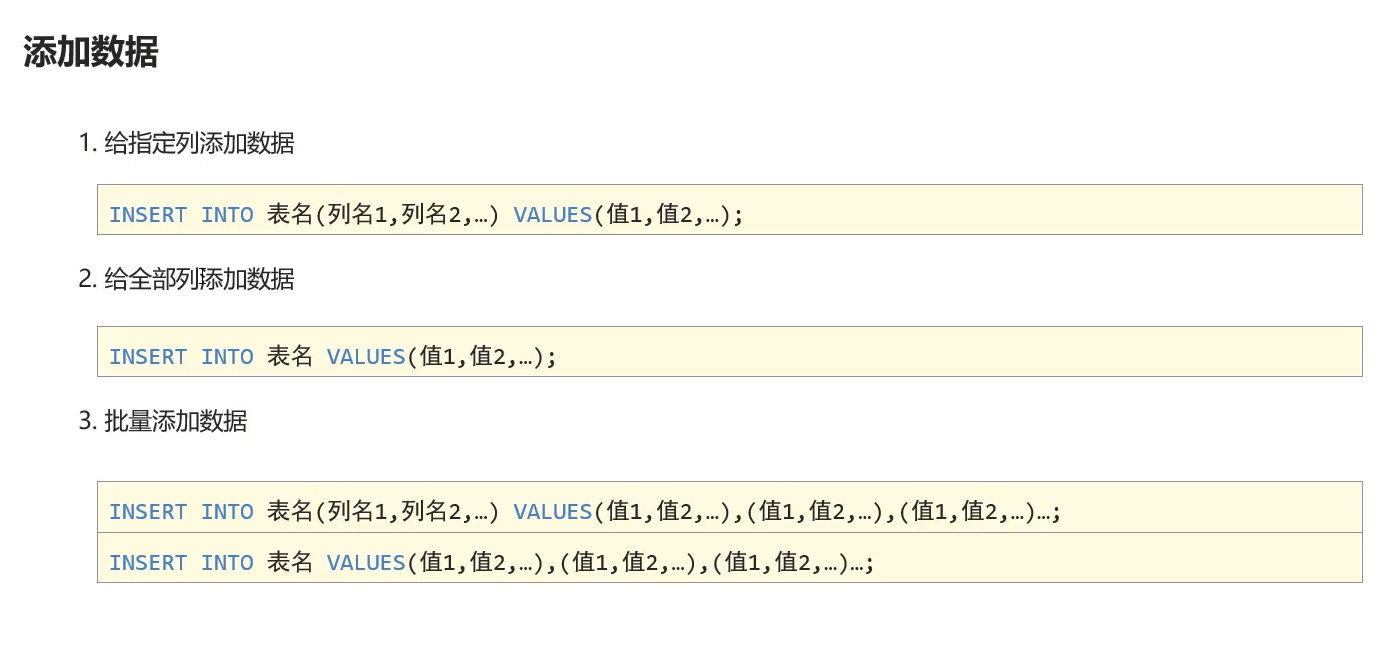 添加数据
1. 给指定列添加数据
INSERT INTO 表名(列名1,列名2,…) VALUES(值1,值2,…);
2. 给全部列添加数据
INSERT INTO 表名 VALUES(值1,值2,…);
3. 批量添加数据
INSERT INTO 表名(列名1,列名2,…) VALUES(值1,值2,…),(值1,值2,…),(值1,值2,…)…;
INSERT INTO 表名 VALUES(值1,值2,…),(值1,值2,…),(值1,值2,…)…;